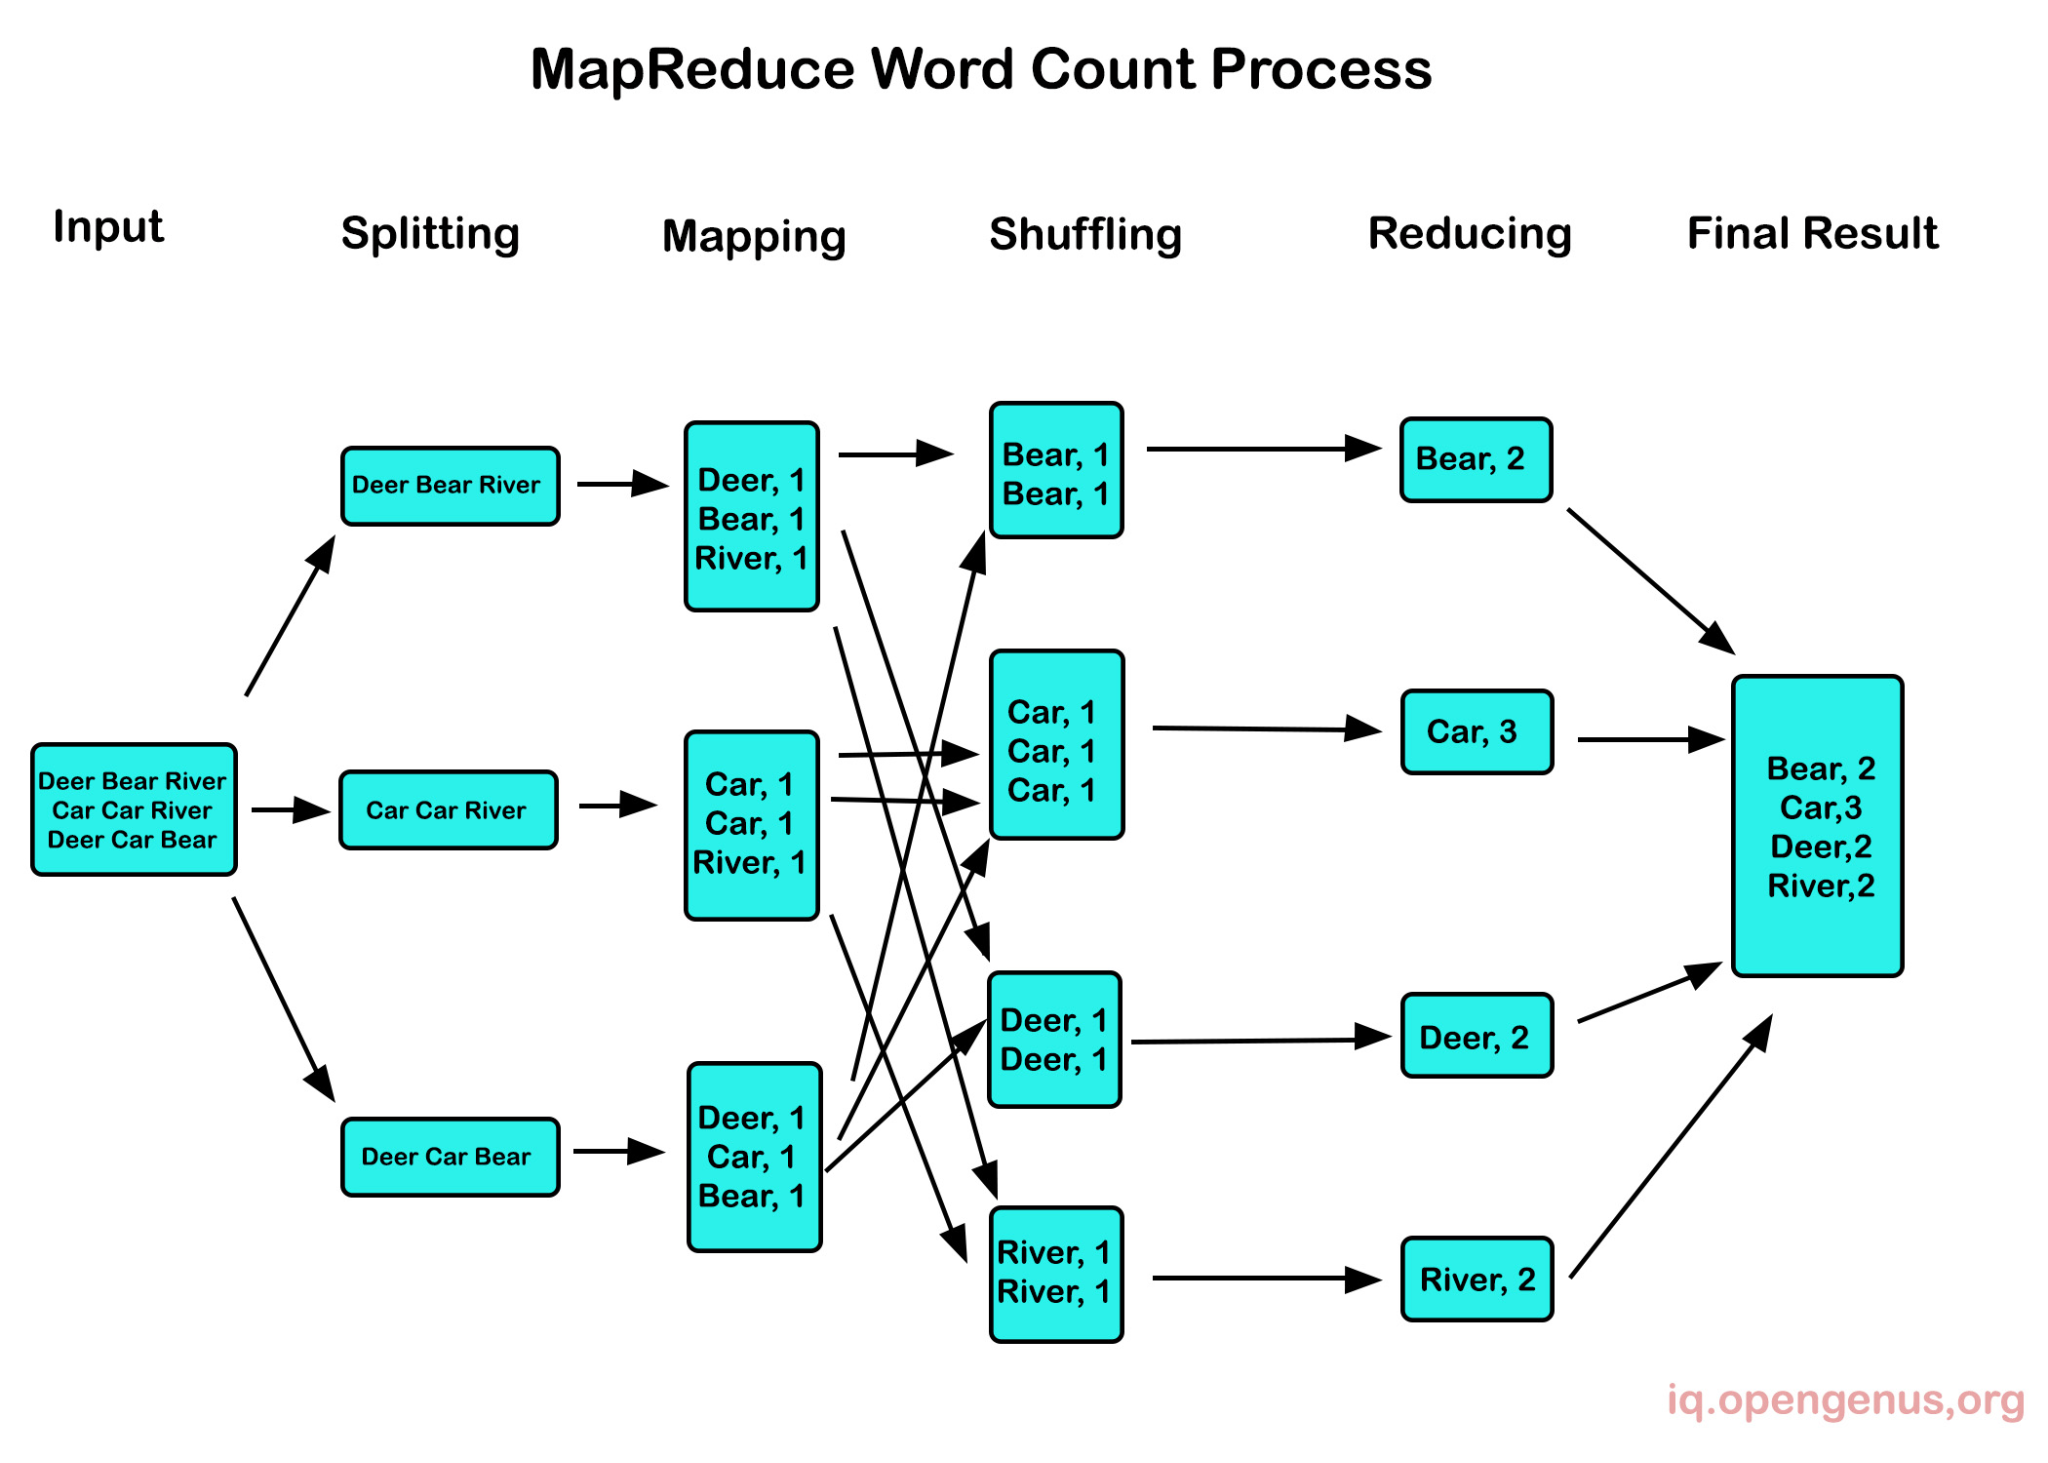 MapReduce Word Count Process
Input
Splitting
Mapping
Shuffling
Reducing
Final Result
Deer Bear River
Car Car River
Deer Car Bear
Deer Bear River
Car Car River
Deer Car Bear
Deer, 1
Bear, 1
River, 1
Car, 1
Car, 1
River, 1
Deer, 1
Car, 1
Bear, 1
Bear, 1
Bear, 1
Car, 1
Car, 1
Car, 1
Deer, 1
Deer, 1
River, 1
River, 1
Bear, 2
Car, 3
Deer, 2
River, 2
Bear, 2
Car,3
Deer,2
River,2
iq.opengenus,org